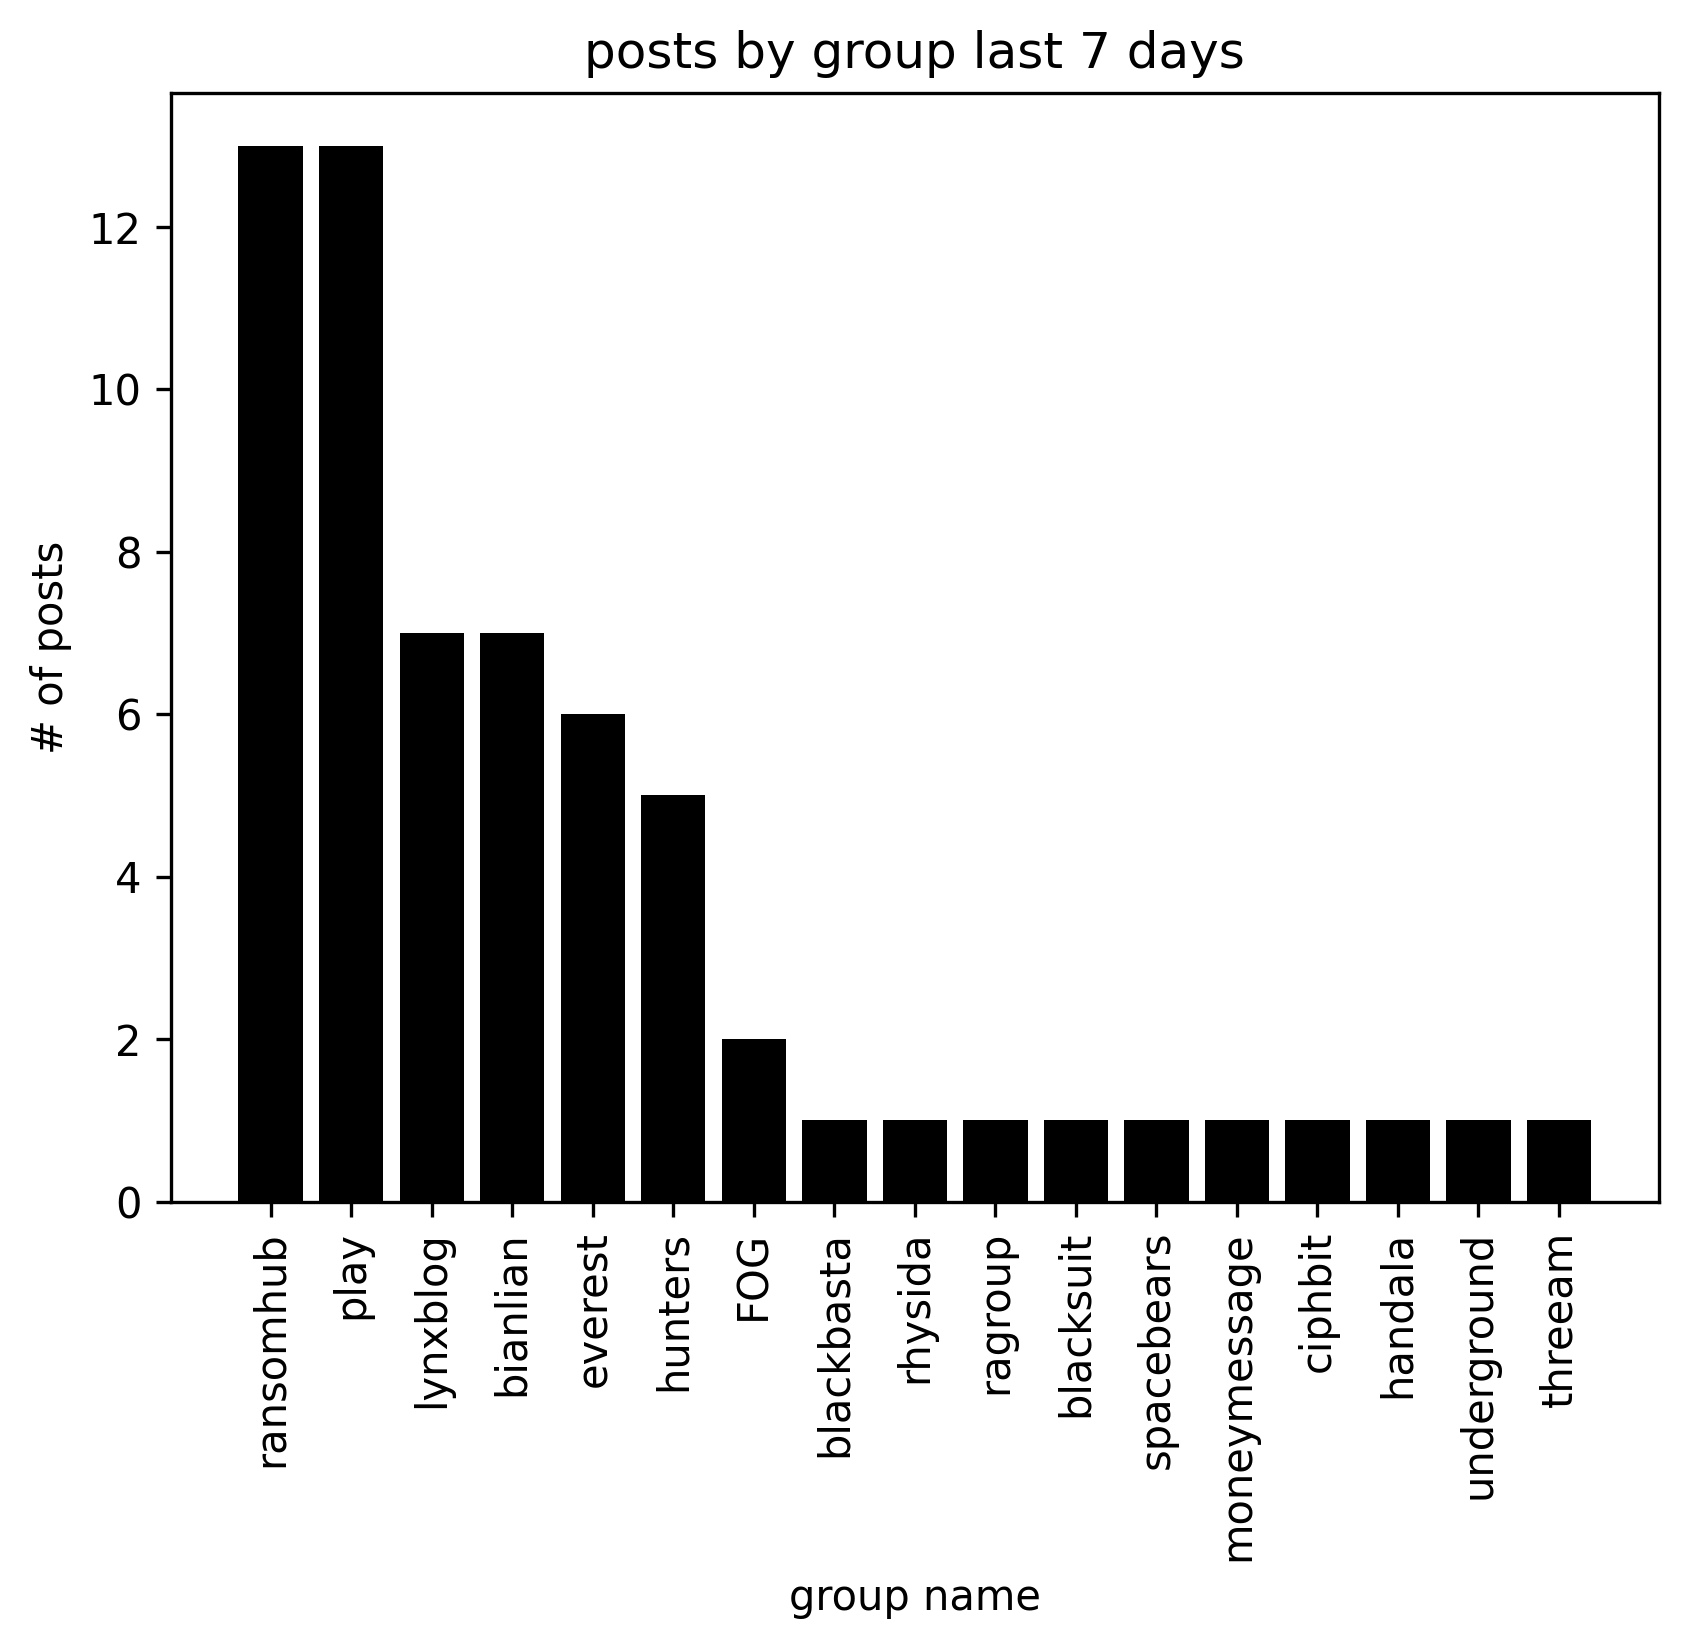 posts by group last 7 days
# of posts
12
10
8
6
4
2
0
ransomhub
play
lynxblog
bianlian
everest
hunters
FOG
blackbasta
rhysida
ragroup
blacksuit
spacebears
moneymessage
ciphbit
handala
underground
threeam
group name